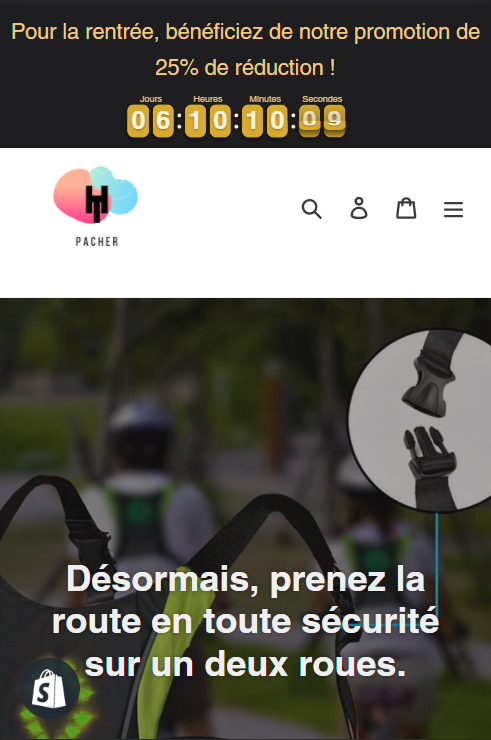 Pour la rentrée, bénéficiez de notre promotion de
25% de réduction !
Jours Heures Minutes Secondes
06:10:10:09
PACHER
Désormais, prenez la
route en toute sécurité
sur un deux roues.